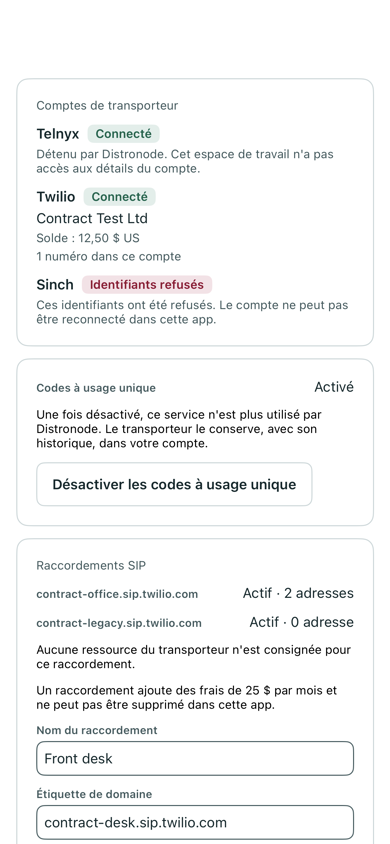 Comptes de transporteur
Telnyx Connecté
Détenu par Distronode. Cet espace de travail n'a pas
accès aux détails du compte.
Twilio Connecté
Contract Test Ltd
Solde : 12,50 $ US
1 numéro dans ce compte
Sinch Identifiants refusés
Ces identifiants ont été refusés. Le compte ne peut pas
être reconnecté dans cette app.
Codes à usage unique Activé
Une fois désactivé, ce service n'est plus utilisé par
Distronode. Le transporteur le conserve, avec son
historique, dans votre compte.
Désactiver les codes à usage unique
Raccordements SIP
contract-office.sip.twilio.com Actif · 2 adresses
contract-legacy.sip.twilio.com Actif · 0 adresse
Aucune ressource du transporteur n'est consignée pour
ce raccordement.
Un raccordement ajoute des frais de 25 $ par mois et
ne peut pas être supprimé dans cette app.
Nom du raccordement
Front desk
Étiquette de domaine
contract-desk.sip.twilio.com